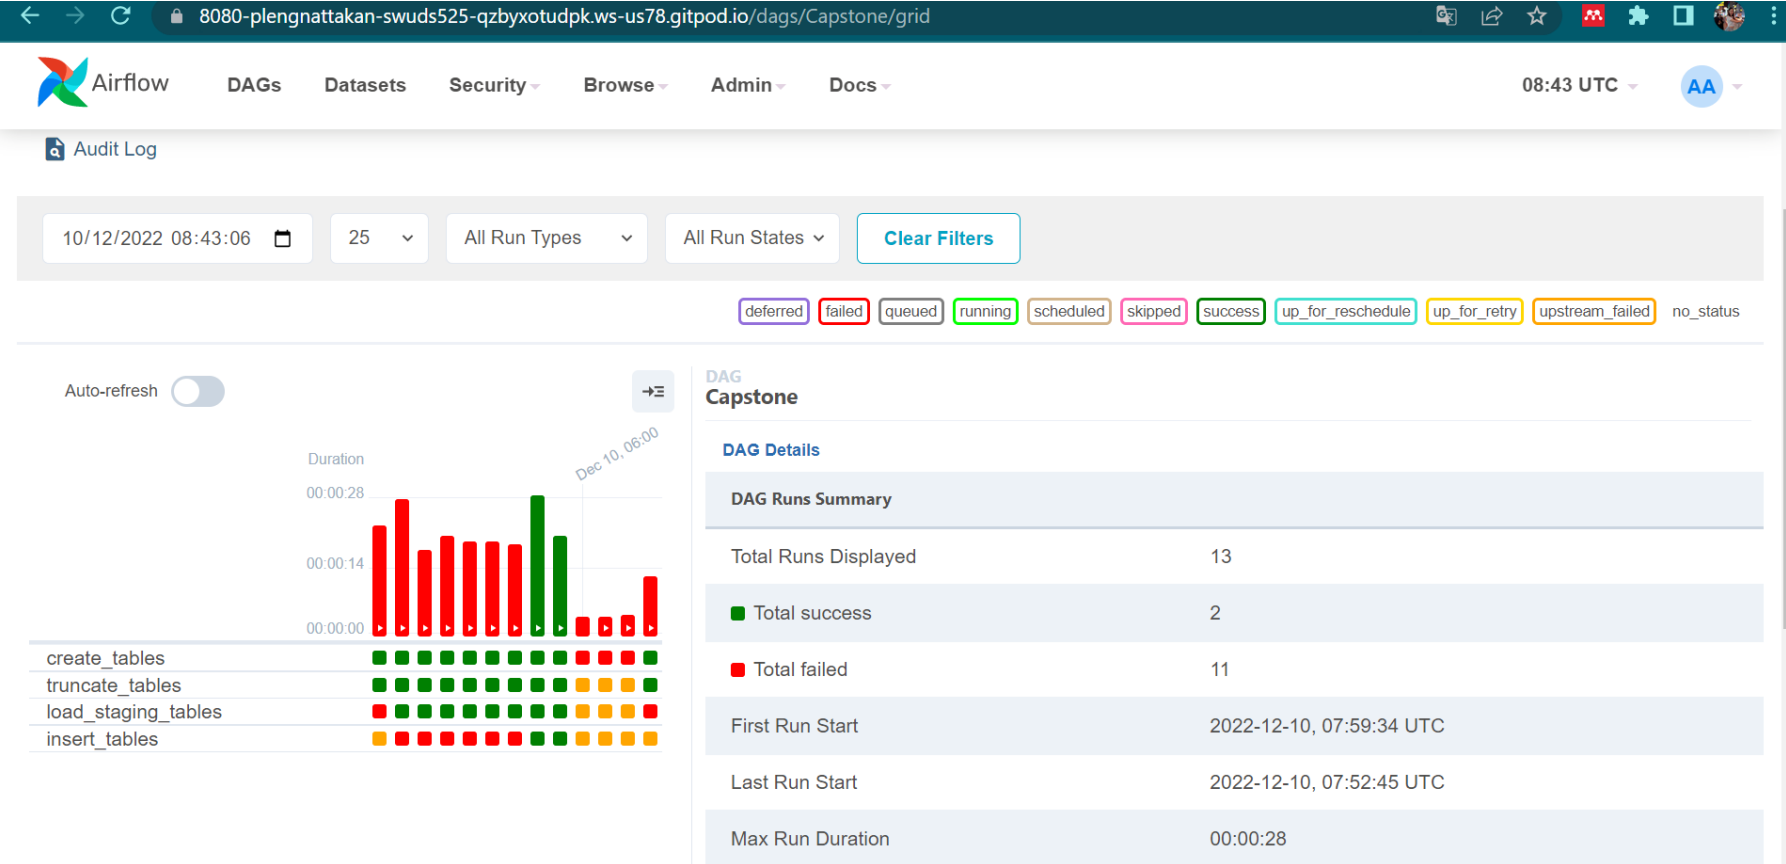 8080-plengnattakan-swuds525-qzbyxotudpk.ws-us78.gitpod.io/dags/Capstone/grid
Airflow DAGs Datasets Security Browse Admin Docs 08:43 UTC AA
Audit Log
10/12/2022 08:43:06 25 All Run Types All Run States Clear Filters
deferred failed queued running scheduled skipped success up_for_reschedule up_for_retry upstream_failed no_status
Auto-refresh
Dec 10, 06:00
Duration
00:00:28
00:00:14
00:00:00
create_tables
truncate_tables
load_staging_tables
insert_tables
DAG
Capstone
DAG Details
DAG Runs Summary
Total Runs Displayed 13
Total success 2
Total failed 11
First Run Start 2022-12-10, 07:59:34 UTC
Last Run Start 2022-12-10, 07:52:45 UTC
Max Run Duration 00:00:28